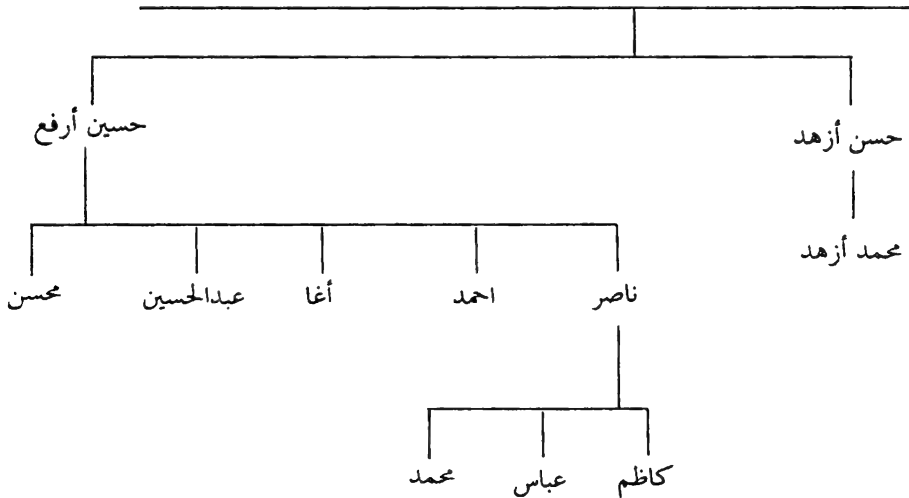 حسن أزهد
حسين أرفع
محمد أزهد
ناصر
احمد
أغا
عبدالحسين
محسن
كاظم
عباس
محمد